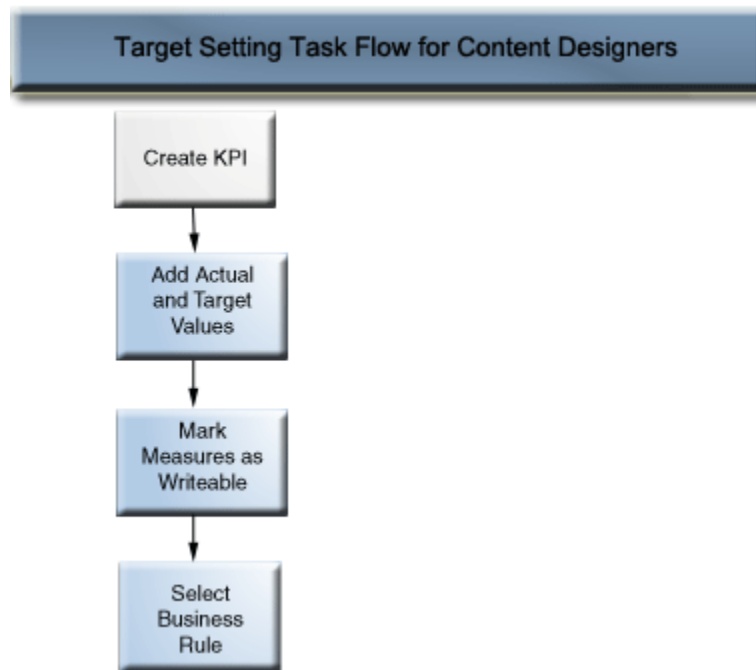 Target Setting Task Flow for Content Designers
Create KPI
Add Actual
and Target
Values
Mark
Measures as
Writeable
Select
Business
Rule